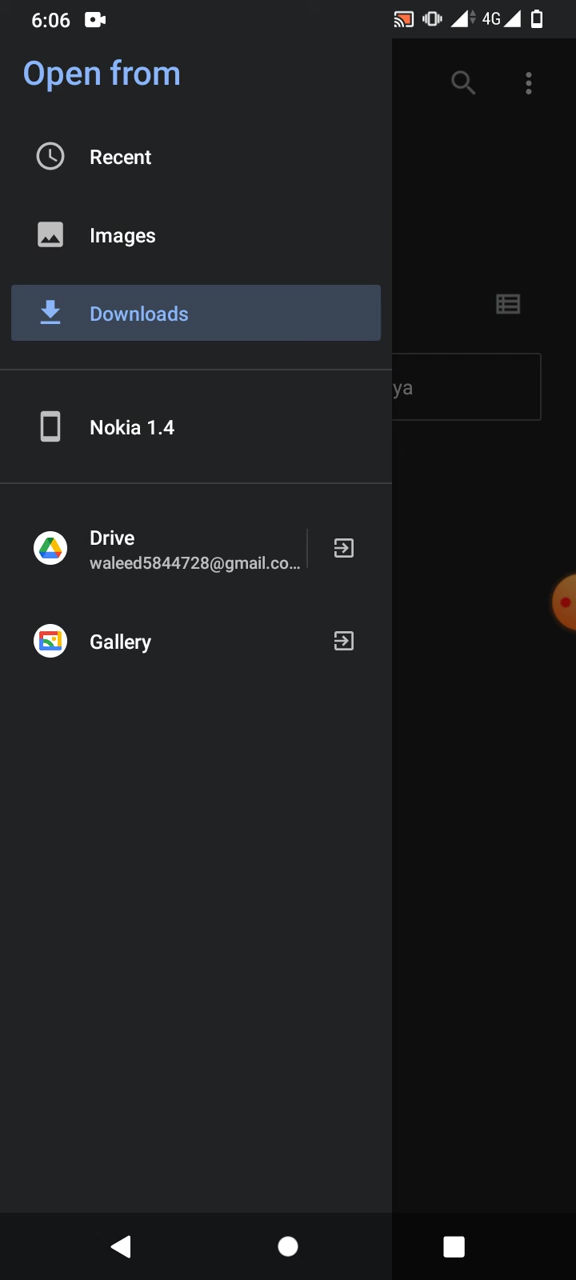 6:06
4G
Open from
Recent
Images
Downloads
ya
Nokia 1.4
Drive
waleed5844728@gmail.co...
Gallery